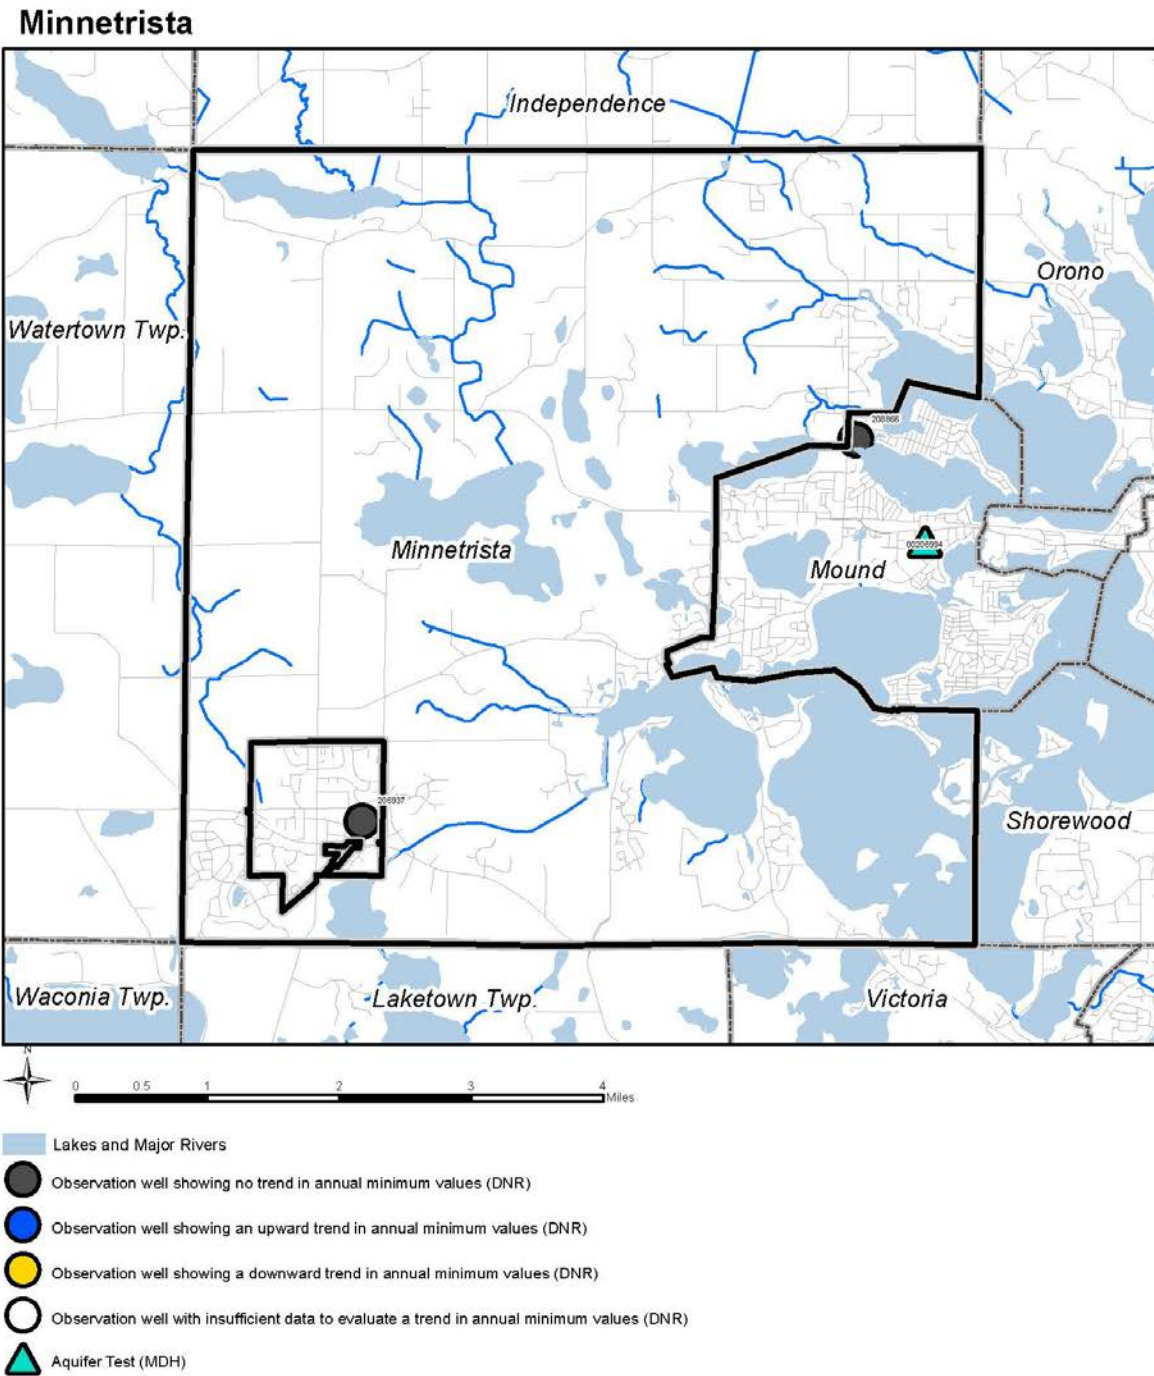 Minnetrista
Independence
Orono
Watertown Twp.
208866
00206994
Minnetrista
Mound
206937
Shorewood
Waconia Twp.
Laketown Twp.
Victoria
N
0 0.5 1 2 3 4
Miles
Lakes and Major Rivers
Observation well showing no trend in annual minimum values (DNR)
Observation well showing an upward trend in annual minimum values (DNR)
Observation well showing a downward trend in annual minimum values (DNR)
Observation well with insufficient data to evaluate a trend in annual minimum values (DNR)
Aquifer Test (MDH)